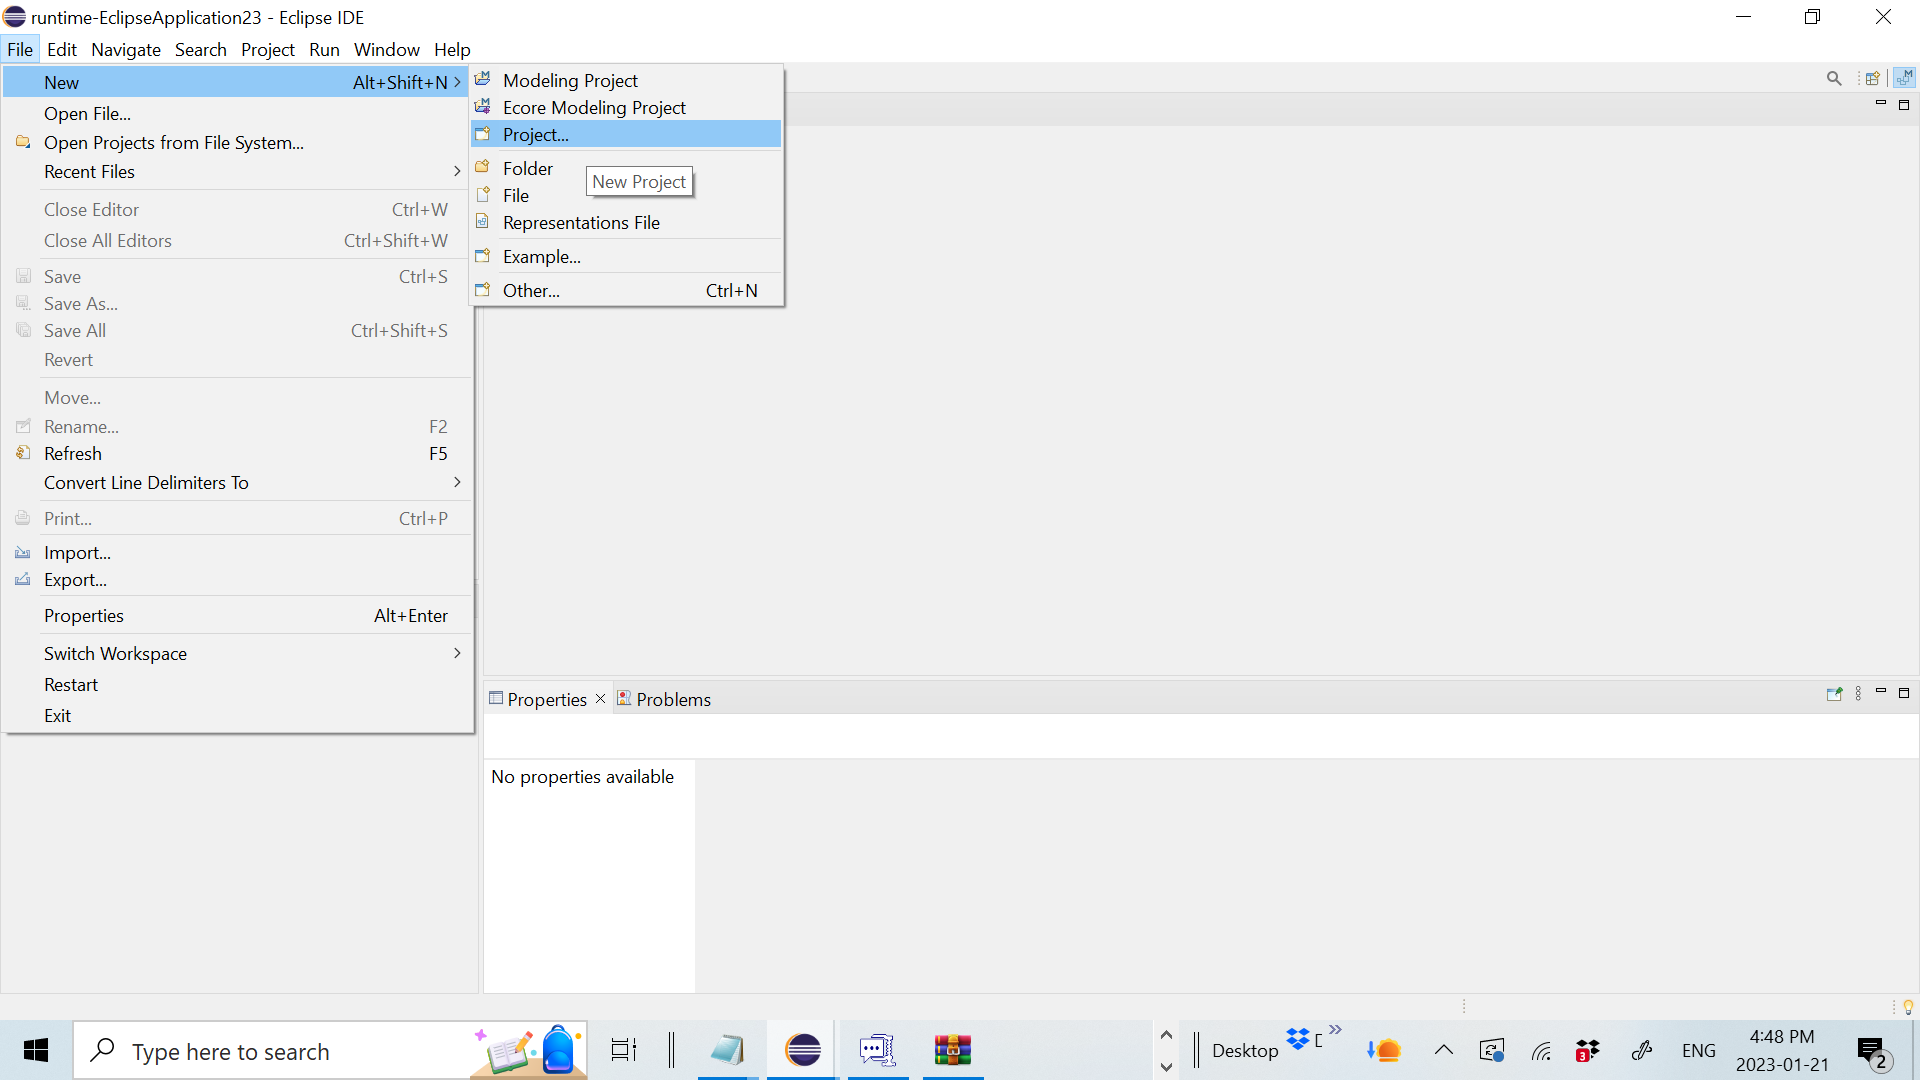 runtime-EclipseApplication23 - Eclipse IDE
File Edit Navigate Search Project Run Window Help
New Alt+Shift+N
Open File...
Open Projects from File System...
Recent Files
Close Editor Ctrl+W
Close All Editors Ctrl+Shift+W
Save Ctrl+S
Save As...
Save All Ctrl+Shift+S
Revert
Move...
Rename... F2
Refresh F5
Convert Line Delimiters To
Print... Ctrl+P
Import...
Export...
Properties Alt+Enter
Switch Workspace
Restart
Exit
Modeling Project
Ecore Modeling Project
Project...
Folder
New Project
File
Representations File
Example...
Other... Ctrl+N
Properties Problems
No properties available
Type here to search
Desktop
3
ENG
4:48 PM
2023-01-21
2